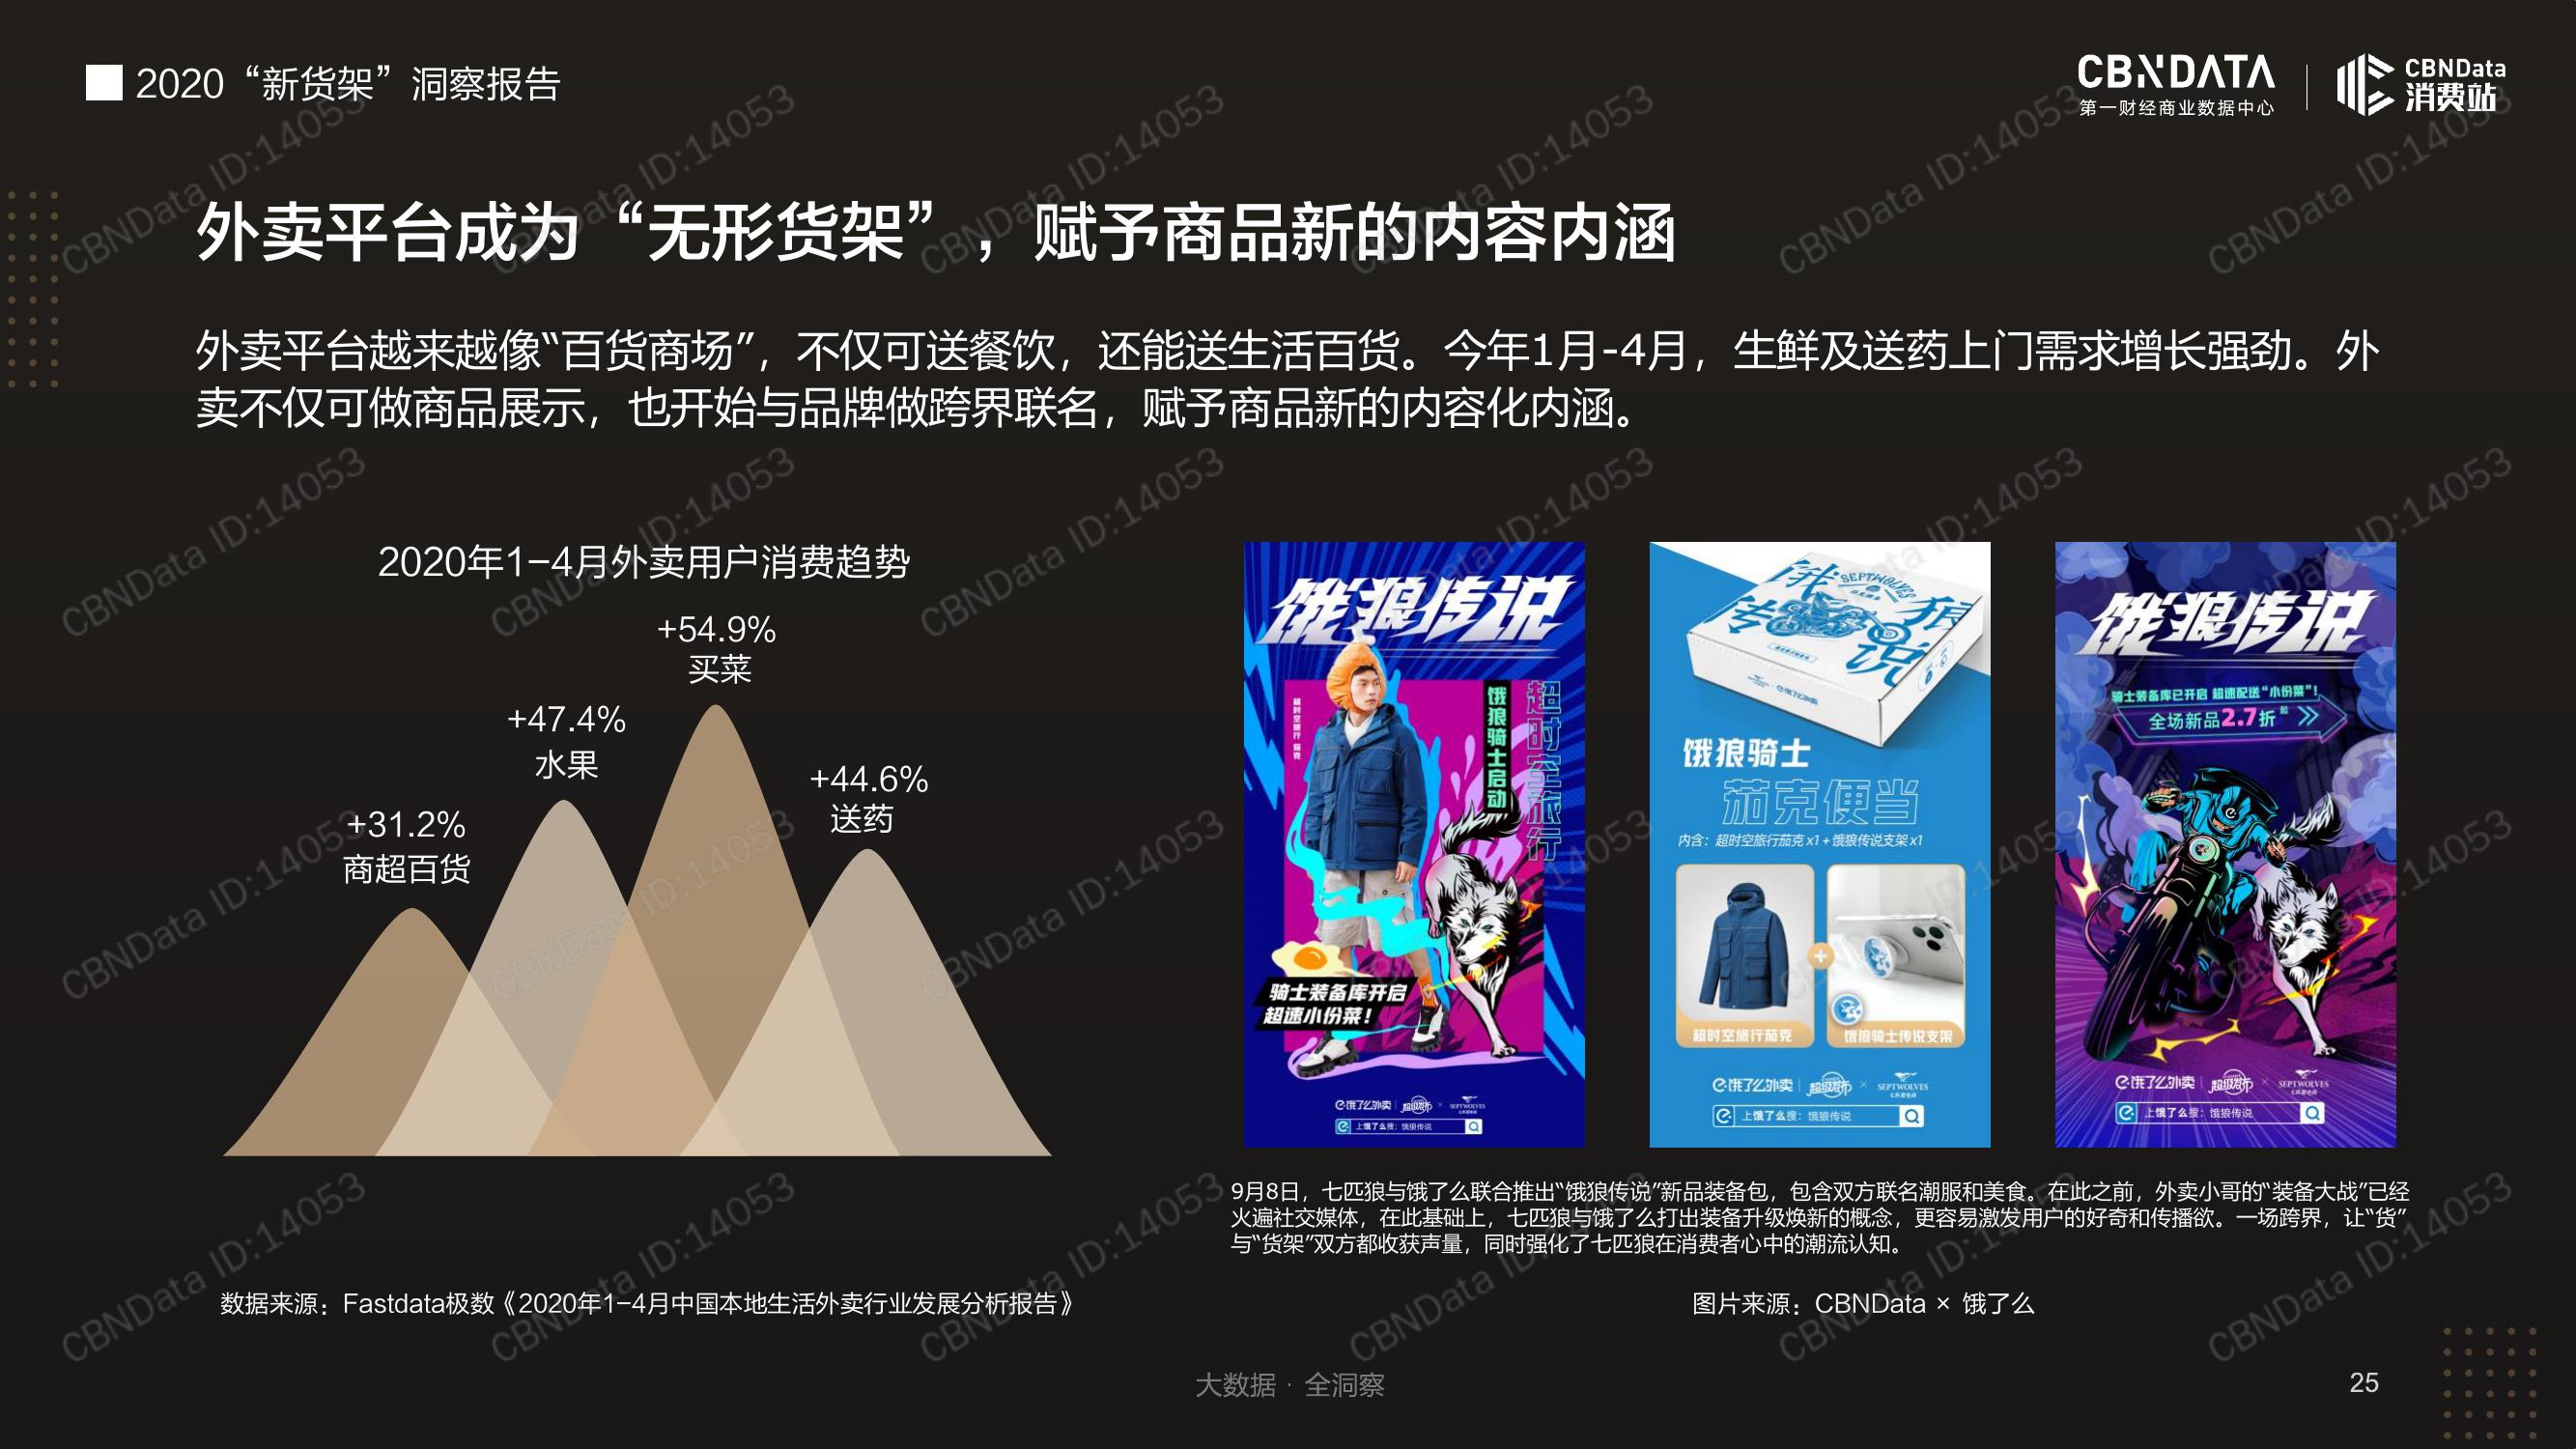 2020“新货架”洞察报告
CBNDATA
第一财经商业数据中心
CBNData
消费站
外卖平台成为“无形货架”，赋予商品新的内容内涵
外卖平台越来越像“百货商场”，不仅可送餐饮，还能送生活百货。今年1月-4月，生鲜及送药上门需求增长强劲。外
卖不仅可做商品展示，也开始与品牌做跨界联名，赋予商品新的内容化内涵。
2020年1-4月外卖用户消费趋势
+54.9%
买菜
+47.4%
水果
+44.6%
送药
+31.2%
商超百货
饿狼传说
超时空旅行 茄克
饿狼骑士启动
超时空旅行
骑士装备库开启
超速小份菜！
饿了么外卖
SEPTWOLVES
上饿了么搜：饿狼传说
SEPTWOLVES
饿狼传说
饿狼骑士
茄克便当
内含：超时空旅行茄克 x1 + 饿狼传说支架 x1
超时空旅行茄克
饿狼骑士传说支架
饿了么外卖
SEPTWOLVES
上饿了么搜：饿狼传说
饿狼传说
骑士装备库已开启 超速配送“小份菜”！
全场新品2.7折起
饿了么外卖
SEPTWOLVES
上饿了么搜：饿狼传说
9月8日，七匹狼与饿了么联合推出“饿狼传说”新品装备包，包含双方联名潮服和美食。在此之前，外卖小哥的“装备大战”已经
火遍社交媒体，在此基础上，七匹狼与饿了么打出装备升级焕新的概念，更容易激发用户的好奇和传播欲。一场跨界，让“货”
与“货架”双方都收获声量，同时强化了七匹狼在消费者心中的潮流认知。
数据来源：Fastdata极数《2020年1-4月中国本地生活外卖行业发展分析报告》
图片来源：CBNData × 饿了么
大数据 · 全洞察
25
CBNData ID:14053